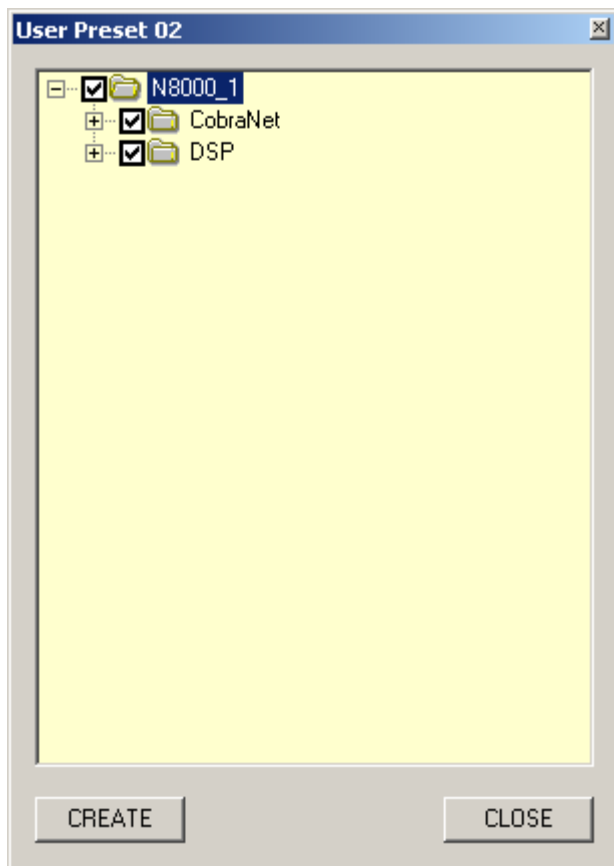 User Preset 02
N8000_1
CobraNet
DSP
CREATE
CLOSE